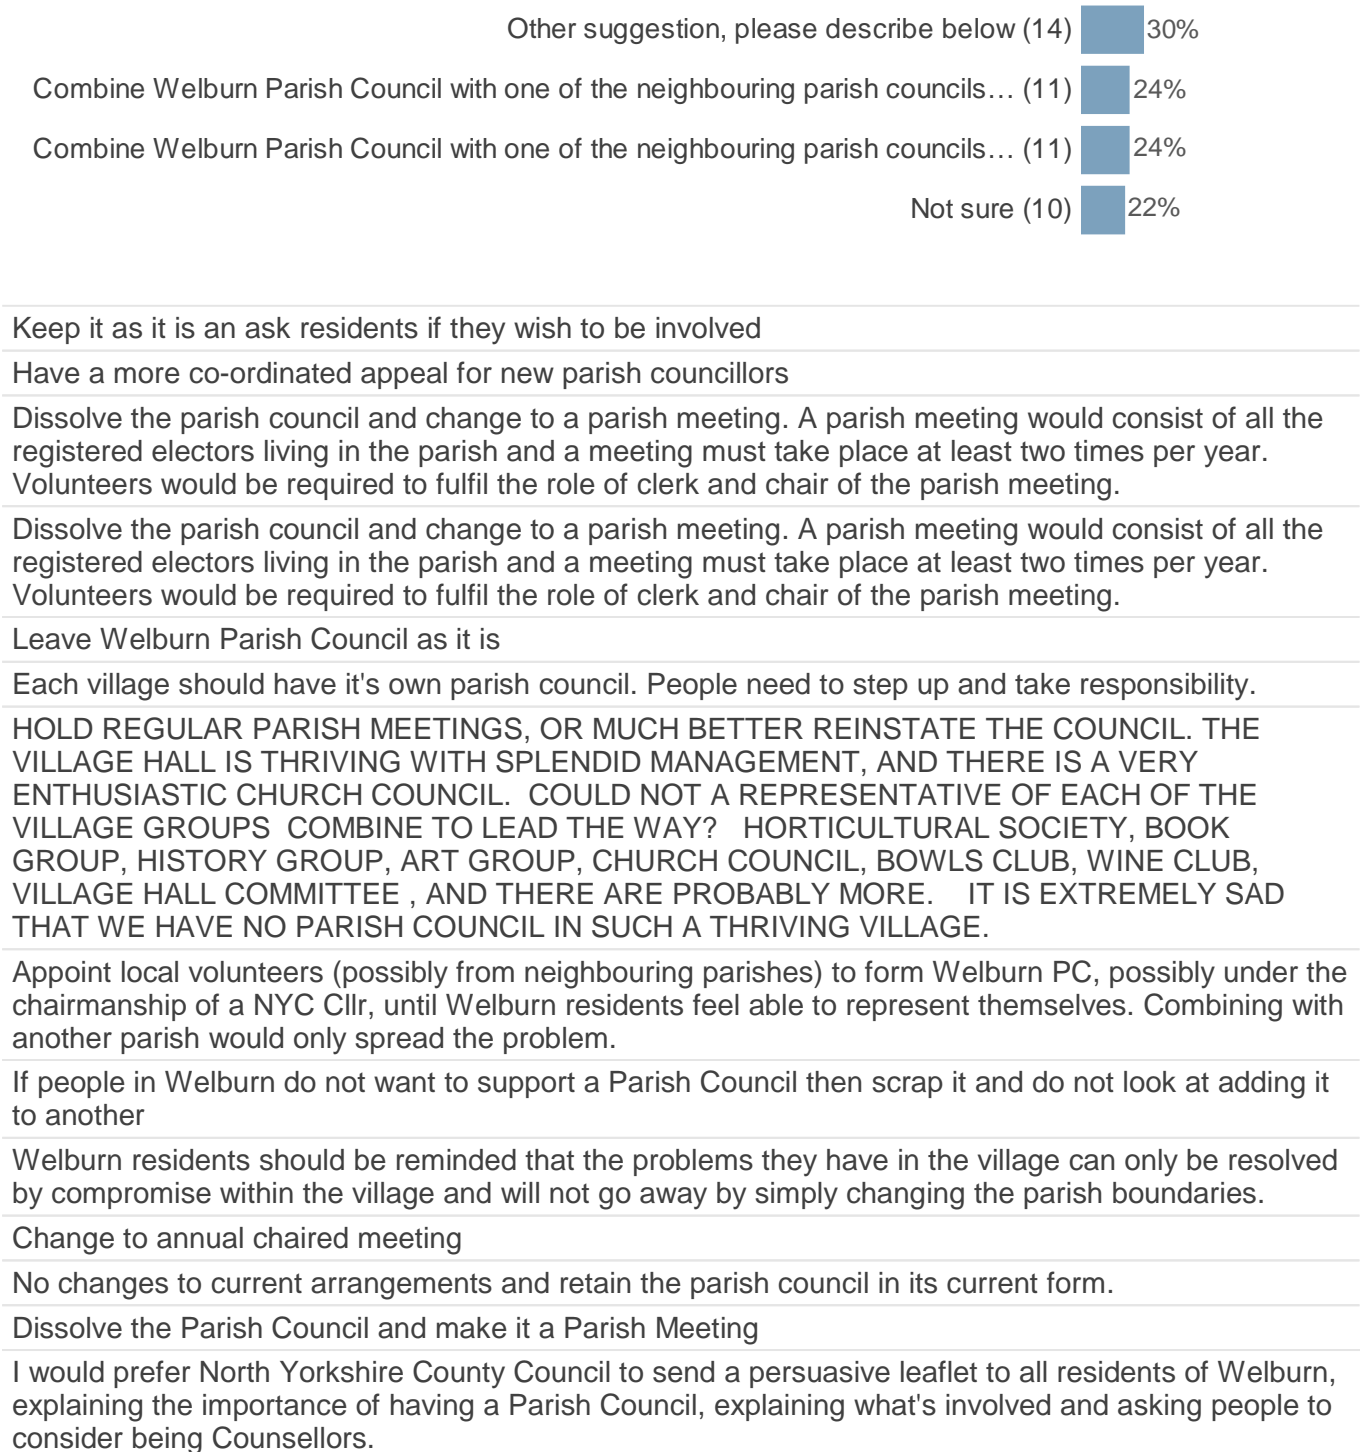 Other suggestion, please describe below (14) 30%
Combine Welburn Parish Council with one of the neighbouring parish councils… (11) 24%
Combine Welburn Parish Council with one of the neighbouring parish councils… (11) 24%
Not sure (10) 22%
Keep it as it is an ask residents if they wish to be involved
Have a more co-ordinated appeal for new parish councillors
Dissolve the parish council and change to a parish meeting. A parish meeting would consist of all the
registered electors living in the parish and a meeting must take place at least two times per year.
Volunteers would be required to fulfil the role of clerk and chair of the parish meeting.
Dissolve the parish council and change to a parish meeting. A parish meeting would consist of all the
registered electors living in the parish and a meeting must take place at least two times per year.
Volunteers would be required to fulfil the role of clerk and chair of the parish meeting.
Leave Welburn Parish Council as it is
Each village should have it's own parish council. People need to step up and take responsibility.
HOLD REGULAR PARISH MEETINGS, OR MUCH BETTER REINSTATE THE COUNCIL. THE
VILLAGE HALL IS THRIVING WITH SPLENDID MANAGEMENT, AND THERE IS A VERY
ENTHUSIASTIC CHURCH COUNCIL.  COULD NOT A REPRESENTATIVE OF EACH OF THE
VILLAGE GROUPS  COMBINE TO LEAD THE WAY?   HORTICULTURAL SOCIETY, BOOK
GROUP, HISTORY GROUP, ART GROUP, CHURCH COUNCIL, BOWLS CLUB, WINE CLUB,
VILLAGE HALL COMMITTEE , AND THERE ARE PROBABLY MORE.    IT IS EXTREMELY SAD
THAT WE HAVE NO PARISH COUNCIL IN SUCH A THRIVING VILLAGE.
Appoint local volunteers (possibly from neighbouring parishes) to form Welburn PC, possibly under the
chairmanship of a NYC Cllr, until Welburn residents feel able to represent themselves. Combining with
another parish would only spread the problem.
If people in Welburn do not want to support a Parish Council then scrap it and do not look at adding it
to another
Welburn residents should be reminded that the problems they have in the village can only be resolved
by compromise within the village and will not go away by simply changing the parish boundaries.
Change to annual chaired meeting
No changes to current arrangements and retain the parish council in its current form.
Dissolve the Parish Council and make it a Parish Meeting
I would prefer North Yorkshire County Council to send a persuasive leaflet to all residents of Welburn,
explaining the importance of having a Parish Council, explaining what's involved and asking people to
consider being Counsellors.